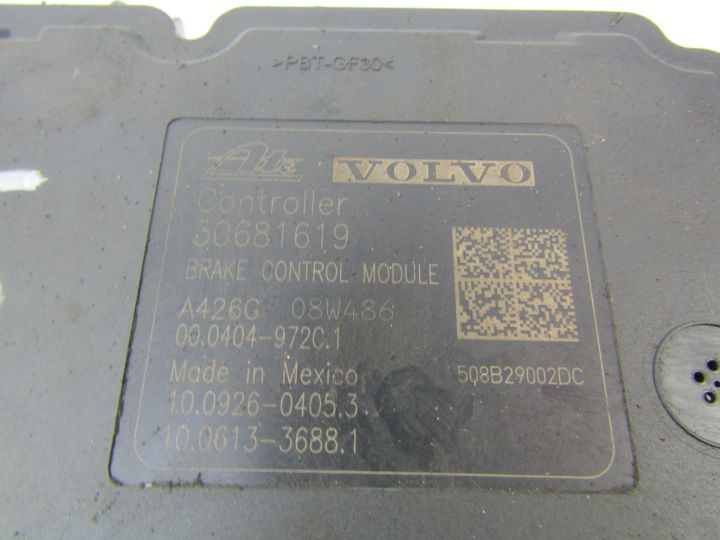 >PBT-GF30<
Ate VOLVO
Controller
30681619
BRAKE CONTROL MODULE
A426G 08W486
00.0404-972C.1
Made in Mexico 508B29002DC
10.0926-0405.3
10.0613-3688.1